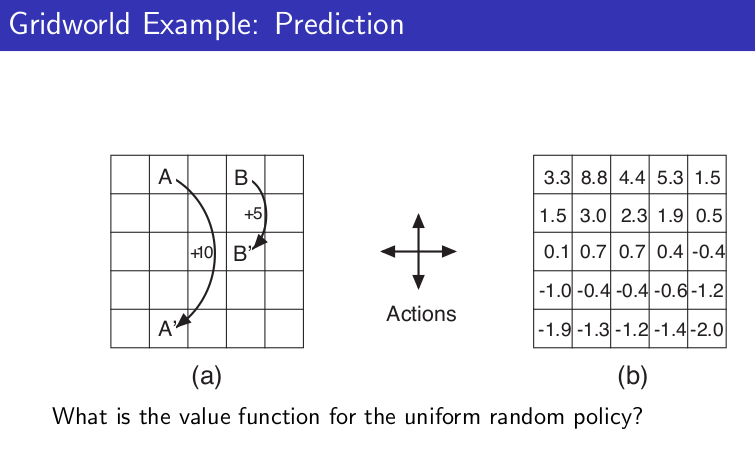 Gridworld Example: Prediction
A B
+5
+10 B'
A'
Actions
(a)
3.3 8.8 4.4 5.3 1.5
1.5 3.0 2.3 1.9 0.5
0.1 0.7 0.7 0.4 -0.4
-1.0 -0.4 -0.4 -0.6 -1.2
-1.9 -1.3 -1.2 -1.4 -2.0
(b)
What is the value function for the uniform random policy?